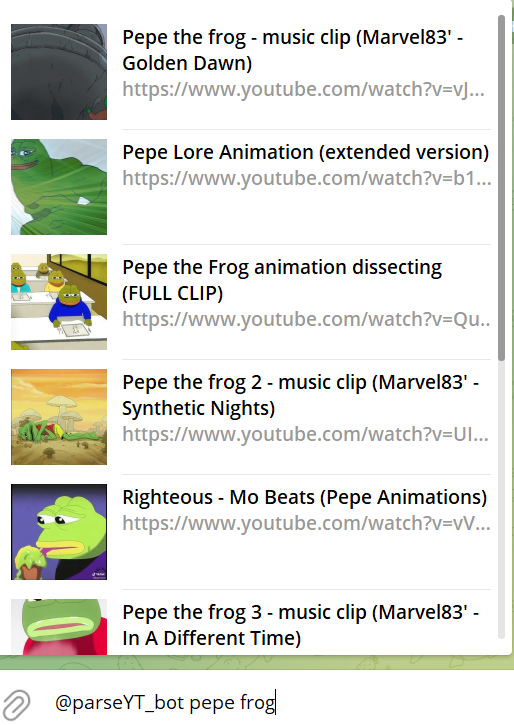 Pepe the frog - music clip (Marvel83' -
Golden Dawn)
https://www.youtube.com/watch?v=vJ...
Pepe Lore Animation (extended version)
https://www.youtube.com/watch?v=b1...
Pepe the Frog animation dissecting
(FULL CLIP)
https://www.youtube.com/watch?v=Qu..
Pepe the frog 2 - music clip (Marvel83' -
Synthetic Nights)
https://www.youtube.com/watch?v=UI...
Righteous - Mo Beats (Pepe Animations)
https://www.youtube.com/watch?v=vV...
Pepe the frog 3 - music clip (Marvel83' -
In A Different Time)
@parseYT_bot pepe frog